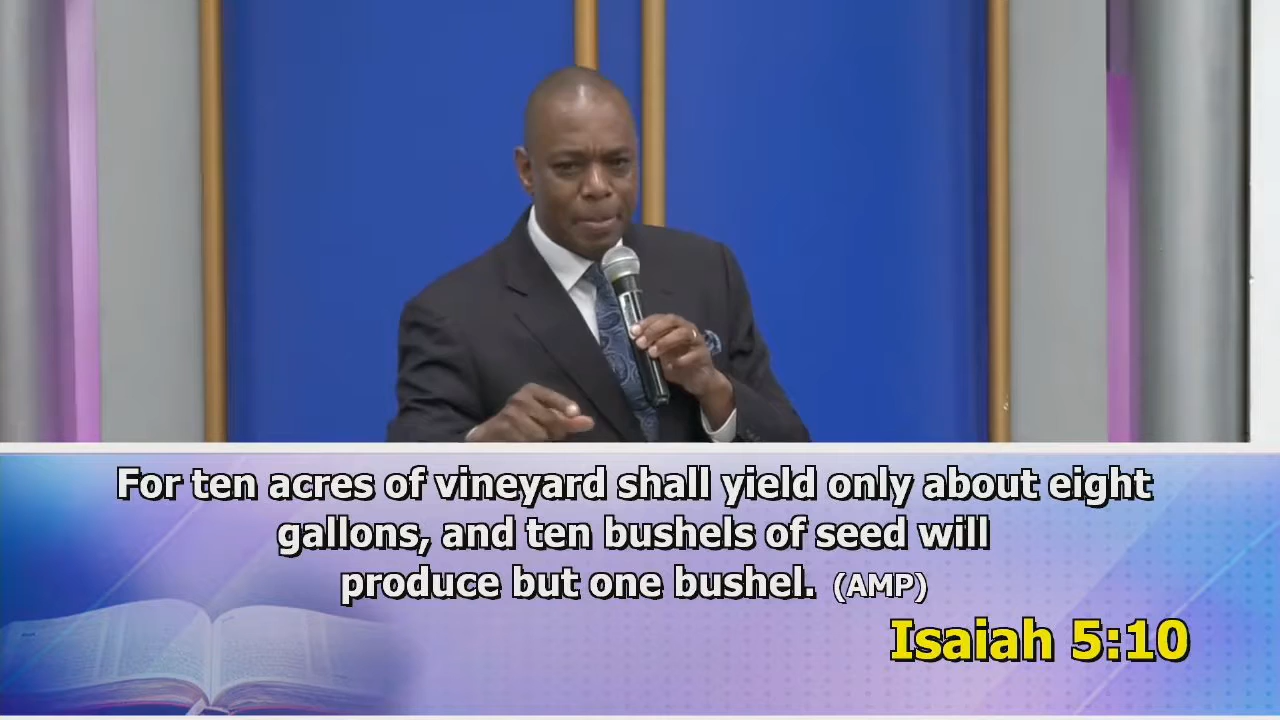 For ten acres of vineyard shall yield only about eight
gallons, and ten bushels of seed will
produce but one bushel. (AMP)
Isaiah 5:10